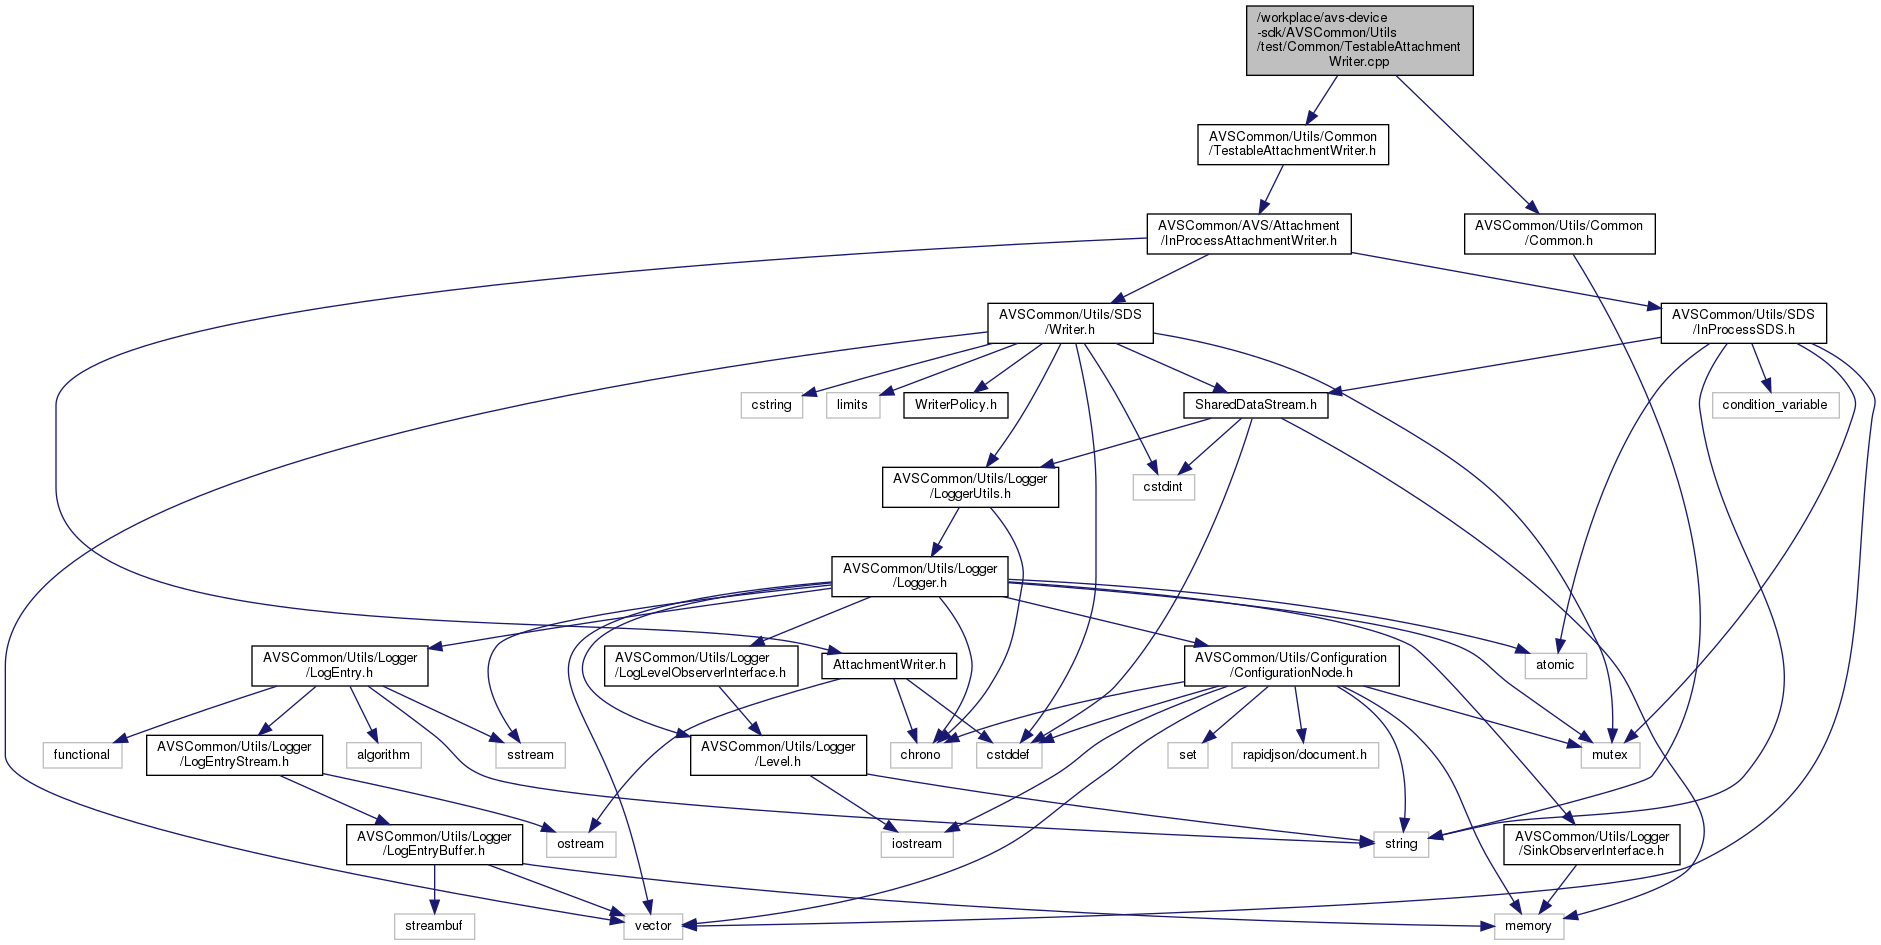 /workplace/avs-device
-sdk/AVSCommon/Utils
/test/Common/TestableAttachment
Writer.cpp
AVSCommon/Utils/Common
/TestableAttachmentWriter.h
AVSCommon/AVS/Attachment
/InProcessAttachmentWriter.h
AVSCommon/Utils/Common
/Common.h
AVSCommon/Utils/SDS
/Writer.h
AVSCommon/Utils/SDS
/InProcessSDS.h
cstring
limits
WriterPolicy.h
SharedDataStream.h
condition_variable
AVSCommon/Utils/Logger
/LoggerUtils.h
cstdint
AVSCommon/Utils/Logger
/Logger.h
AVSCommon/Utils/Logger
/LogEntry.h
AVSCommon/Utils/Logger
/LogLevelObserverInterface.h
AttachmentWriter.h
AVSCommon/Utils/Configuration
/ConfigurationNode.h
atomic
functional
AVSCommon/Utils/Logger
/LogEntryStream.h
algorithm
sstream
AVSCommon/Utils/Logger
/Level.h
chrono
cstddef
set
rapidjson/document.h
mutex
AVSCommon/Utils/Logger
/LogEntryBuffer.h
ostream
iostream
string
AVSCommon/Utils/Logger
/SinkObserverInterface.h
streambuf
vector
memory